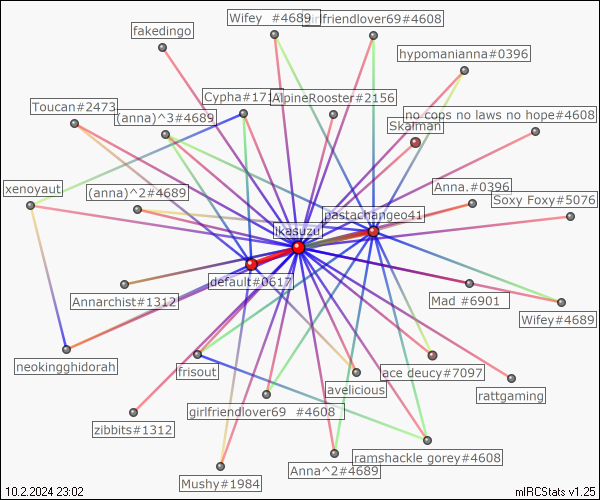 Wifey #4689
girlfriendlover69#4608
fakedingo
hypomanianna#0396
Cypha#171
AlpineRooster#2156
Toucan#2473
(anna)^3#4689
no cops no laws no hope#4608
Skalman
xenoyaut
(anna)^2#4689
Anna.#0396
Soxy Foxy#5076
pastachangeo41
ikasuzu
default#0617
Annarchist#1312
Mad #6901
Wifey#4689
neokingghidorah
frisout
ace deucy#7097
avelicious
rattgaming
girlfriendlover69 #4608
zibbits#1312
ramshackle gorey#4608
Anna^2#4689
Mushy#1984
10.2.2024 23:02
mIRCStats v1.25